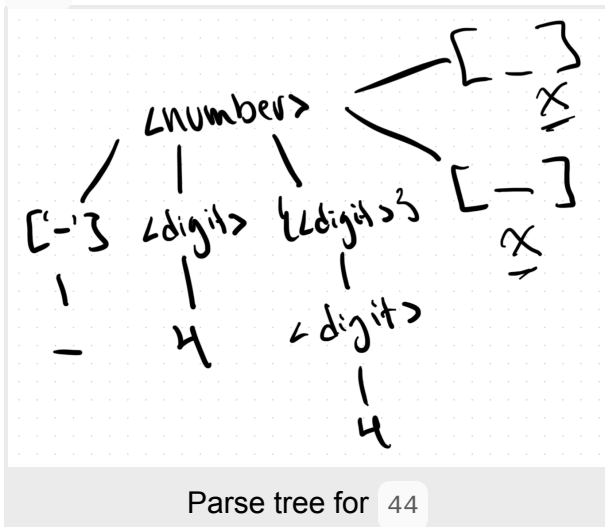 [ _ ]
x
<number>
['-'] <digit> {<digit>} [ — ]
x
- 4 <digit>
4
Parse tree for 44